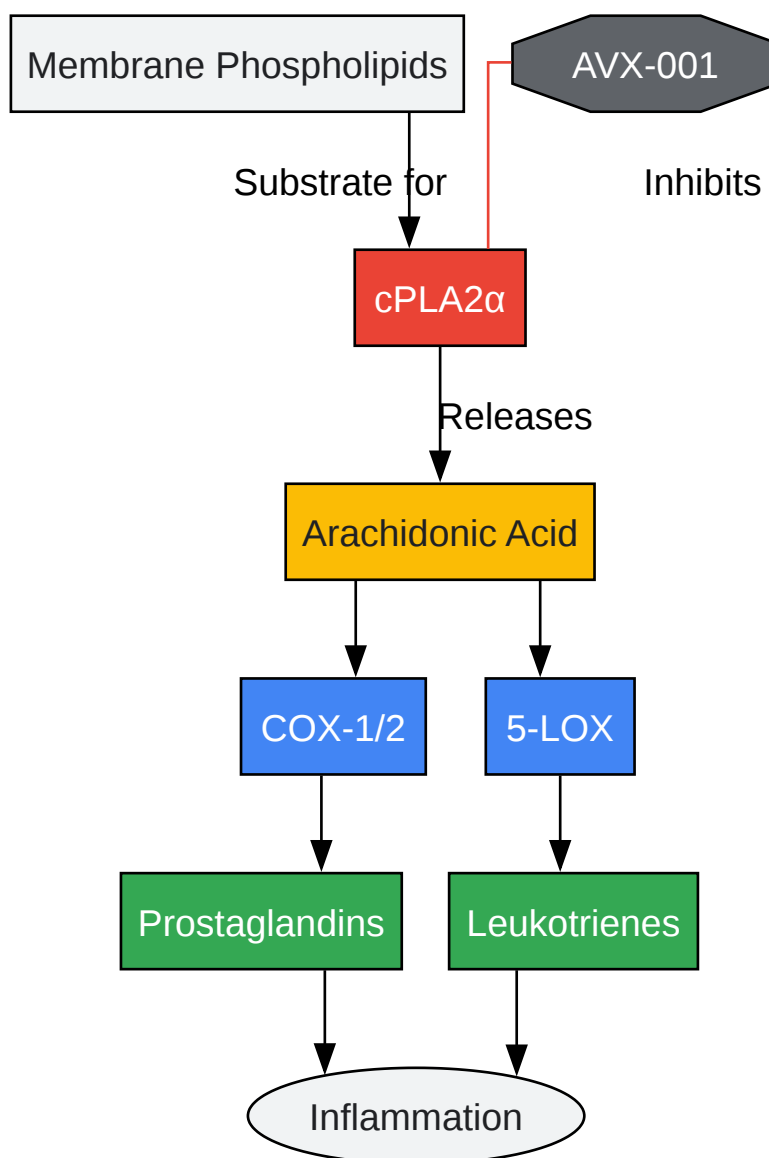 Membrane Phospholipids
AVX-001
Substrate for
Inhibits
cPLA2α
Releases
Arachidonic Acid
COX-1/2
5-LOX
Prostaglandins
Leukotrienes
Inflammation